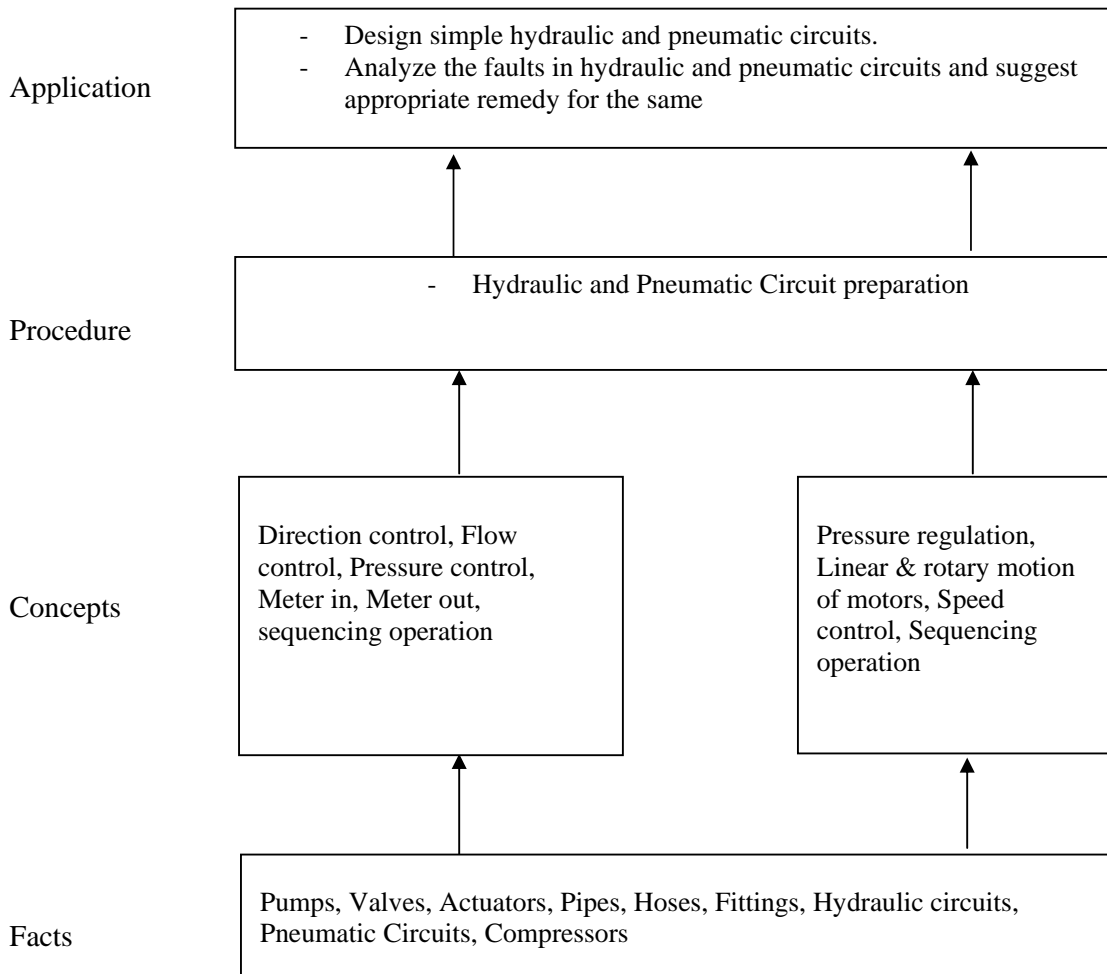 Application
- Design simple hydraulic and pneumatic circuits.
- Analyze the faults in hydraulic and pneumatic circuits and suggest
appropriate remedy for the same
Procedure
- Hydraulic and Pneumatic Circuit preparation
Concepts
Direction control, Flow
control, Pressure control,
Meter in, Meter out,
sequencing operation
Pressure regulation,
Linear & rotary motion
of motors, Speed
control, Sequencing
operation
Facts
Pumps, Valves, Actuators, Pipes, Hoses, Fittings, Hydraulic circuits,
Pneumatic Circuits, Compressors